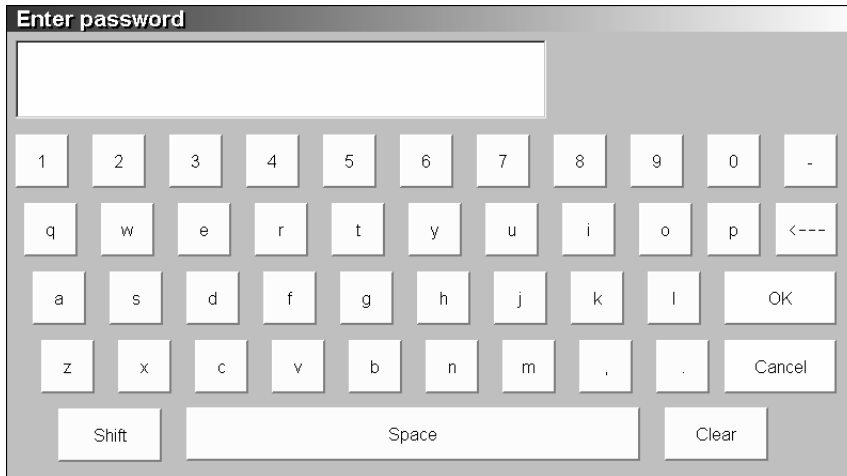 Enter password
1 2 3 4 5 6 7 8 9 0 -
q w e r t y u i o p <---
a s d f g h j k l OK
z x c v b n m , . Cancel
Shift Space Clear